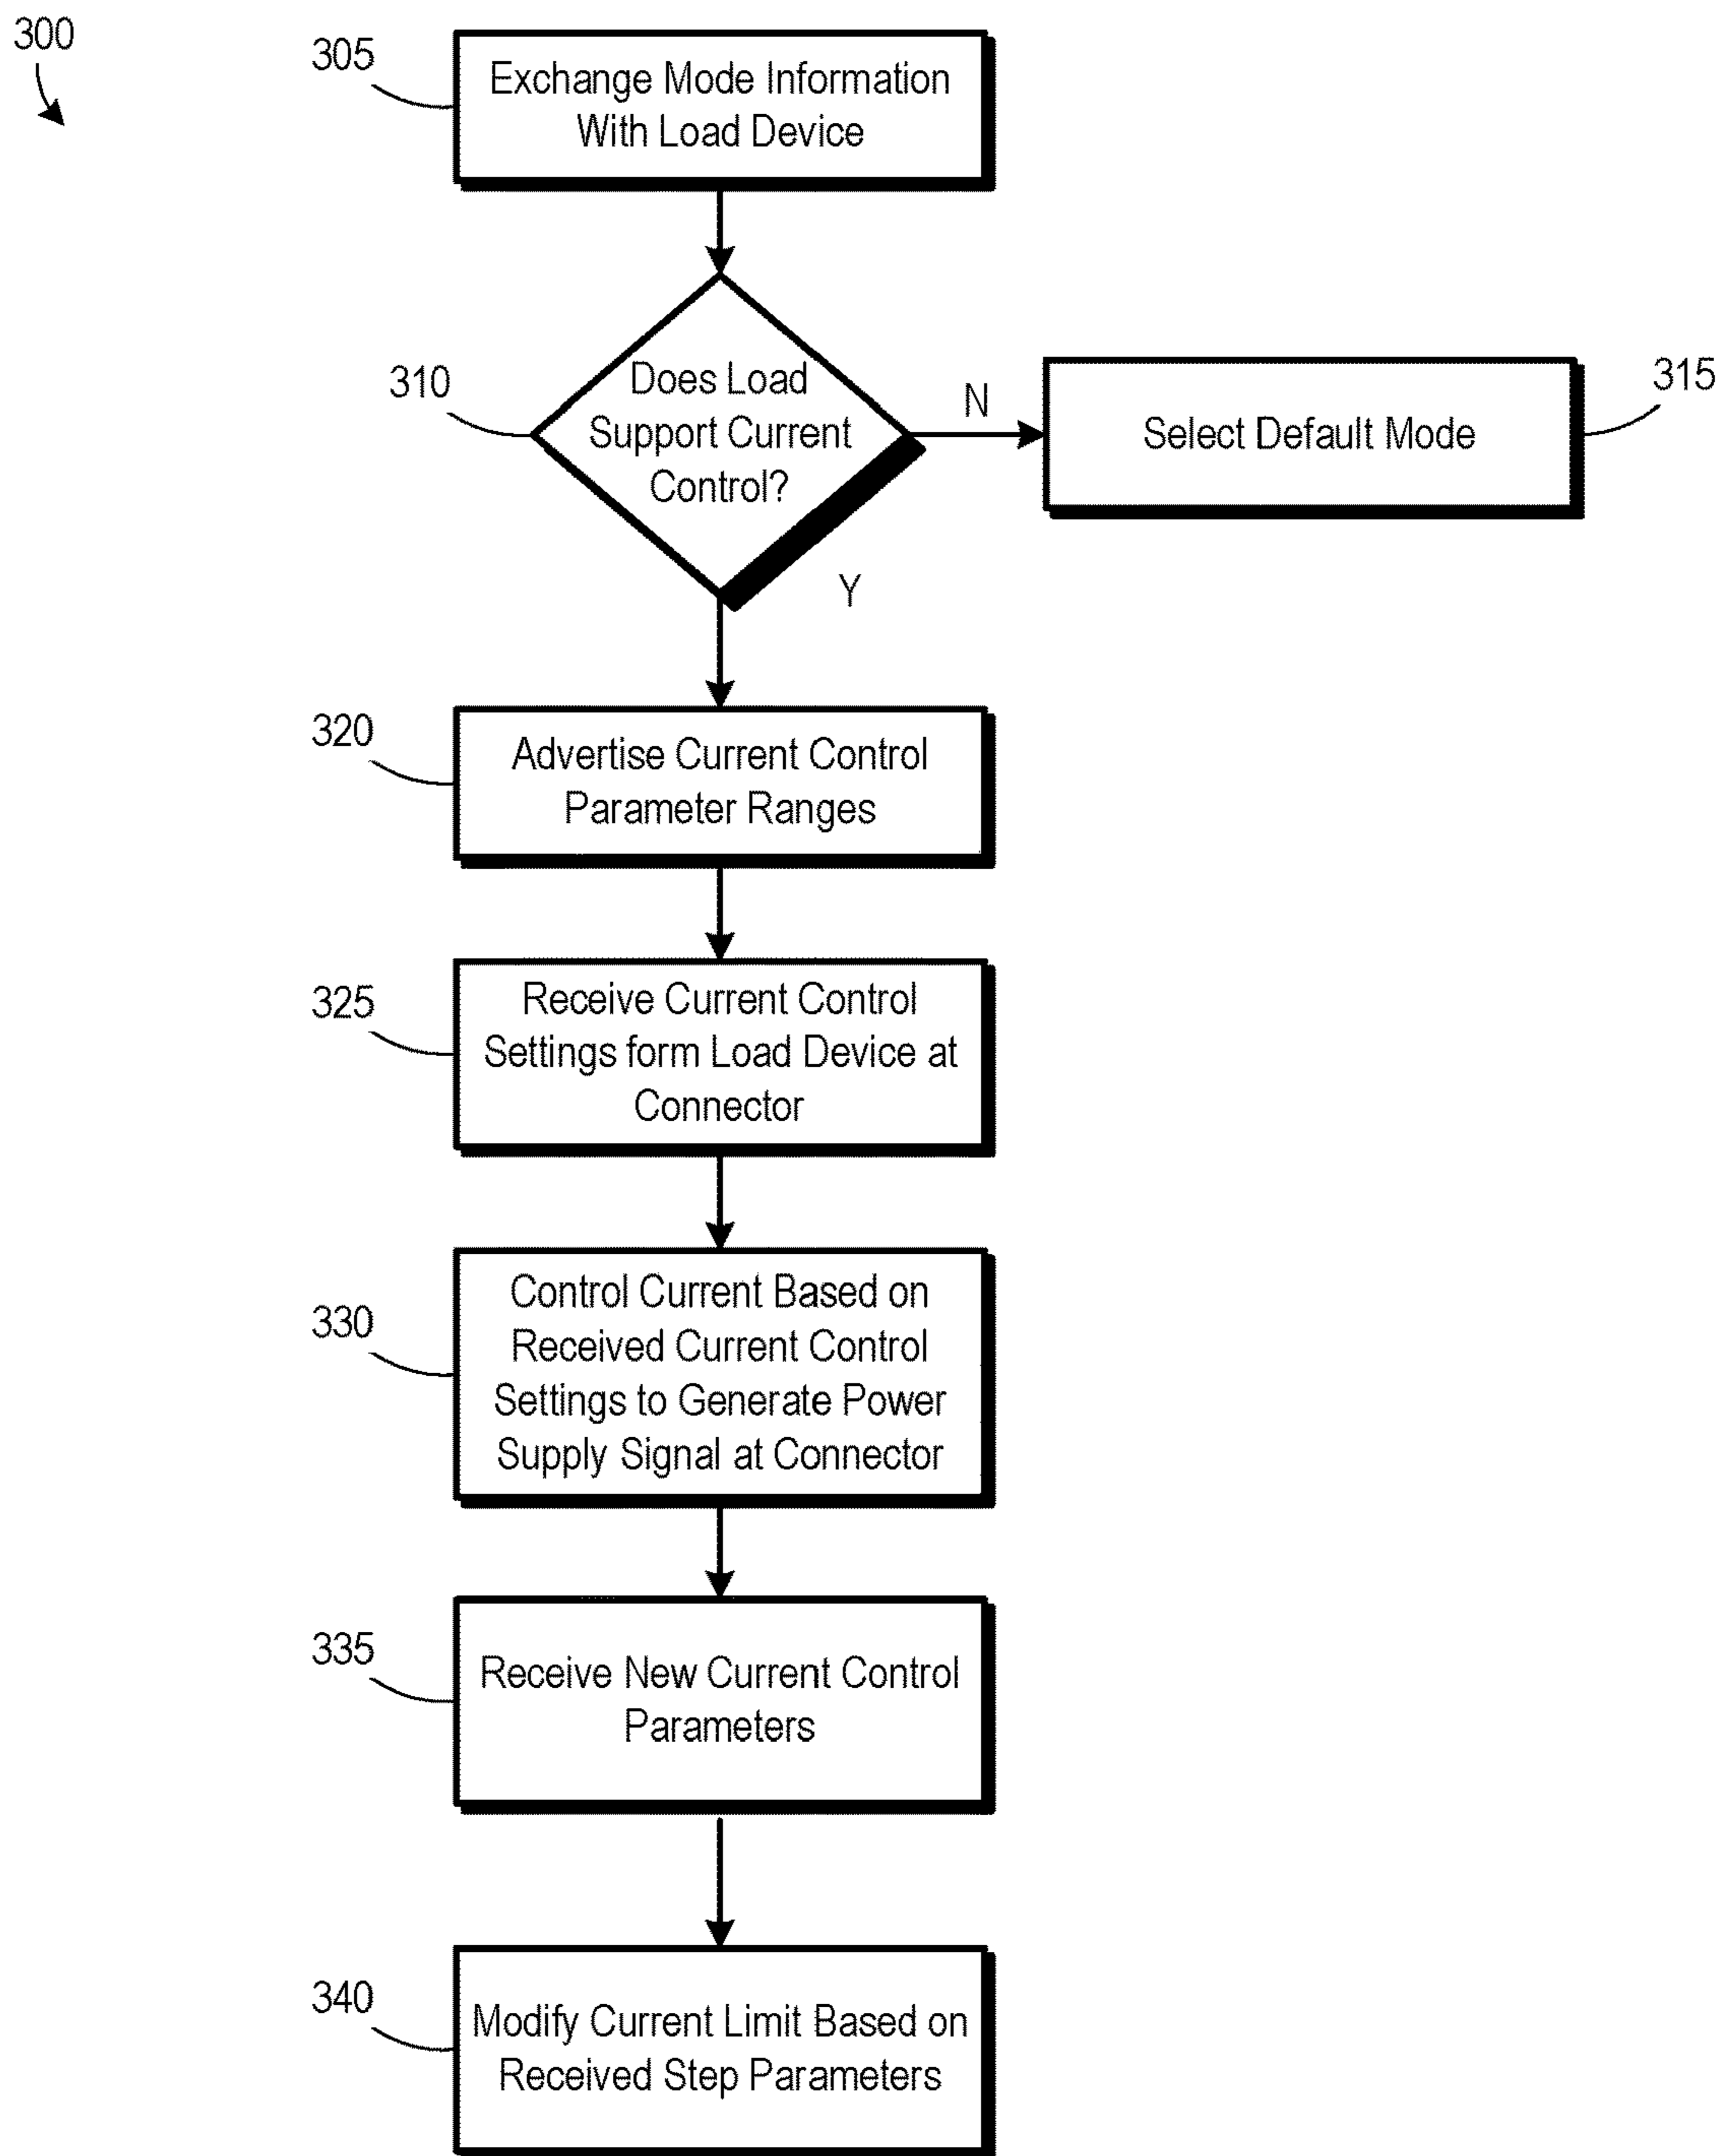 300
305
Exchange Mode Information
With Load Device
310
Does Load
Support Current
Control?
N
315
Select Default Mode
Y
320
Advertise Current Control
Parameter Ranges
325
Receive Current Control
Settings form Load Device at
Connector
330
Control Current Based on
Received Current Control
Settings to Generate Power
Supply Signal at Connector
335
Receive New Current Control
Parameters
340
Modify Current Limit Based on
Received Step Parameters